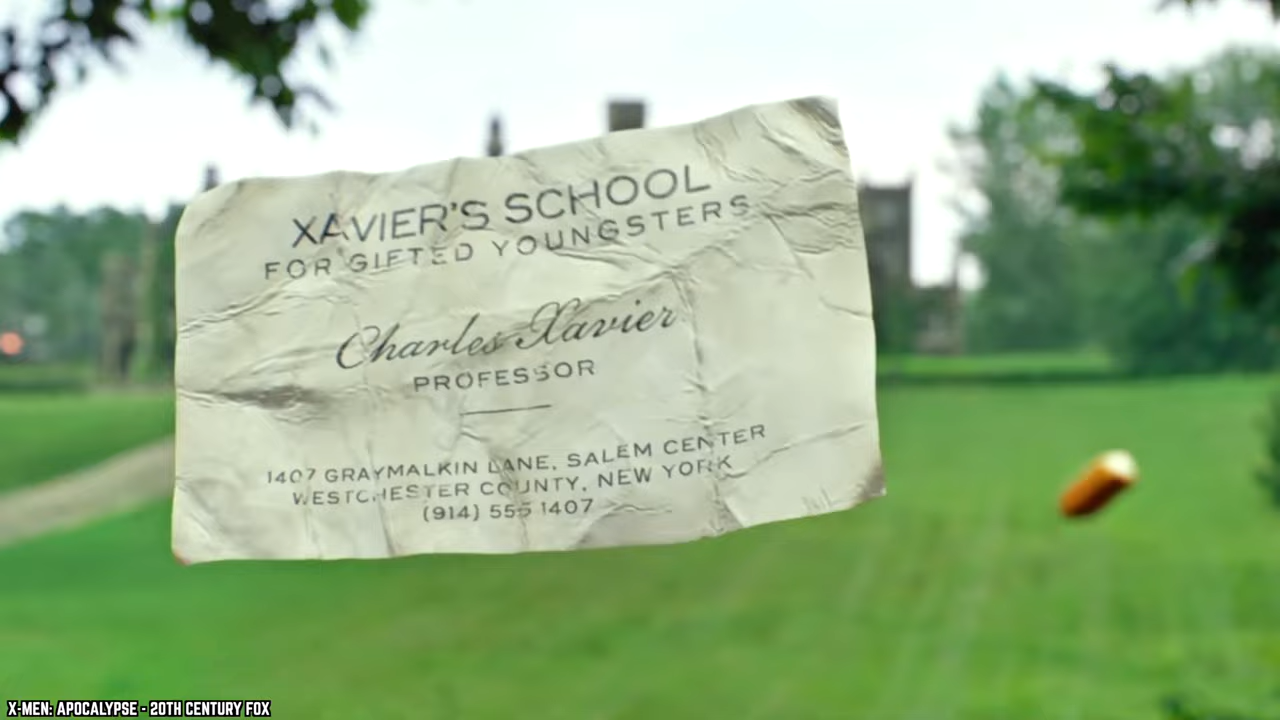 XAVIER'S SCHOOL
FOR GIFTED YOUNGSTERS
Charles Xavier
PROFESSOR
1407 GRAYMALKIN LANE, SALEM CENTER
WESTCHESTER COUNTY, NEW YORK
(914) 555 1407
X-MEN: APOCALYPSE - 20TH CENTURY FOX